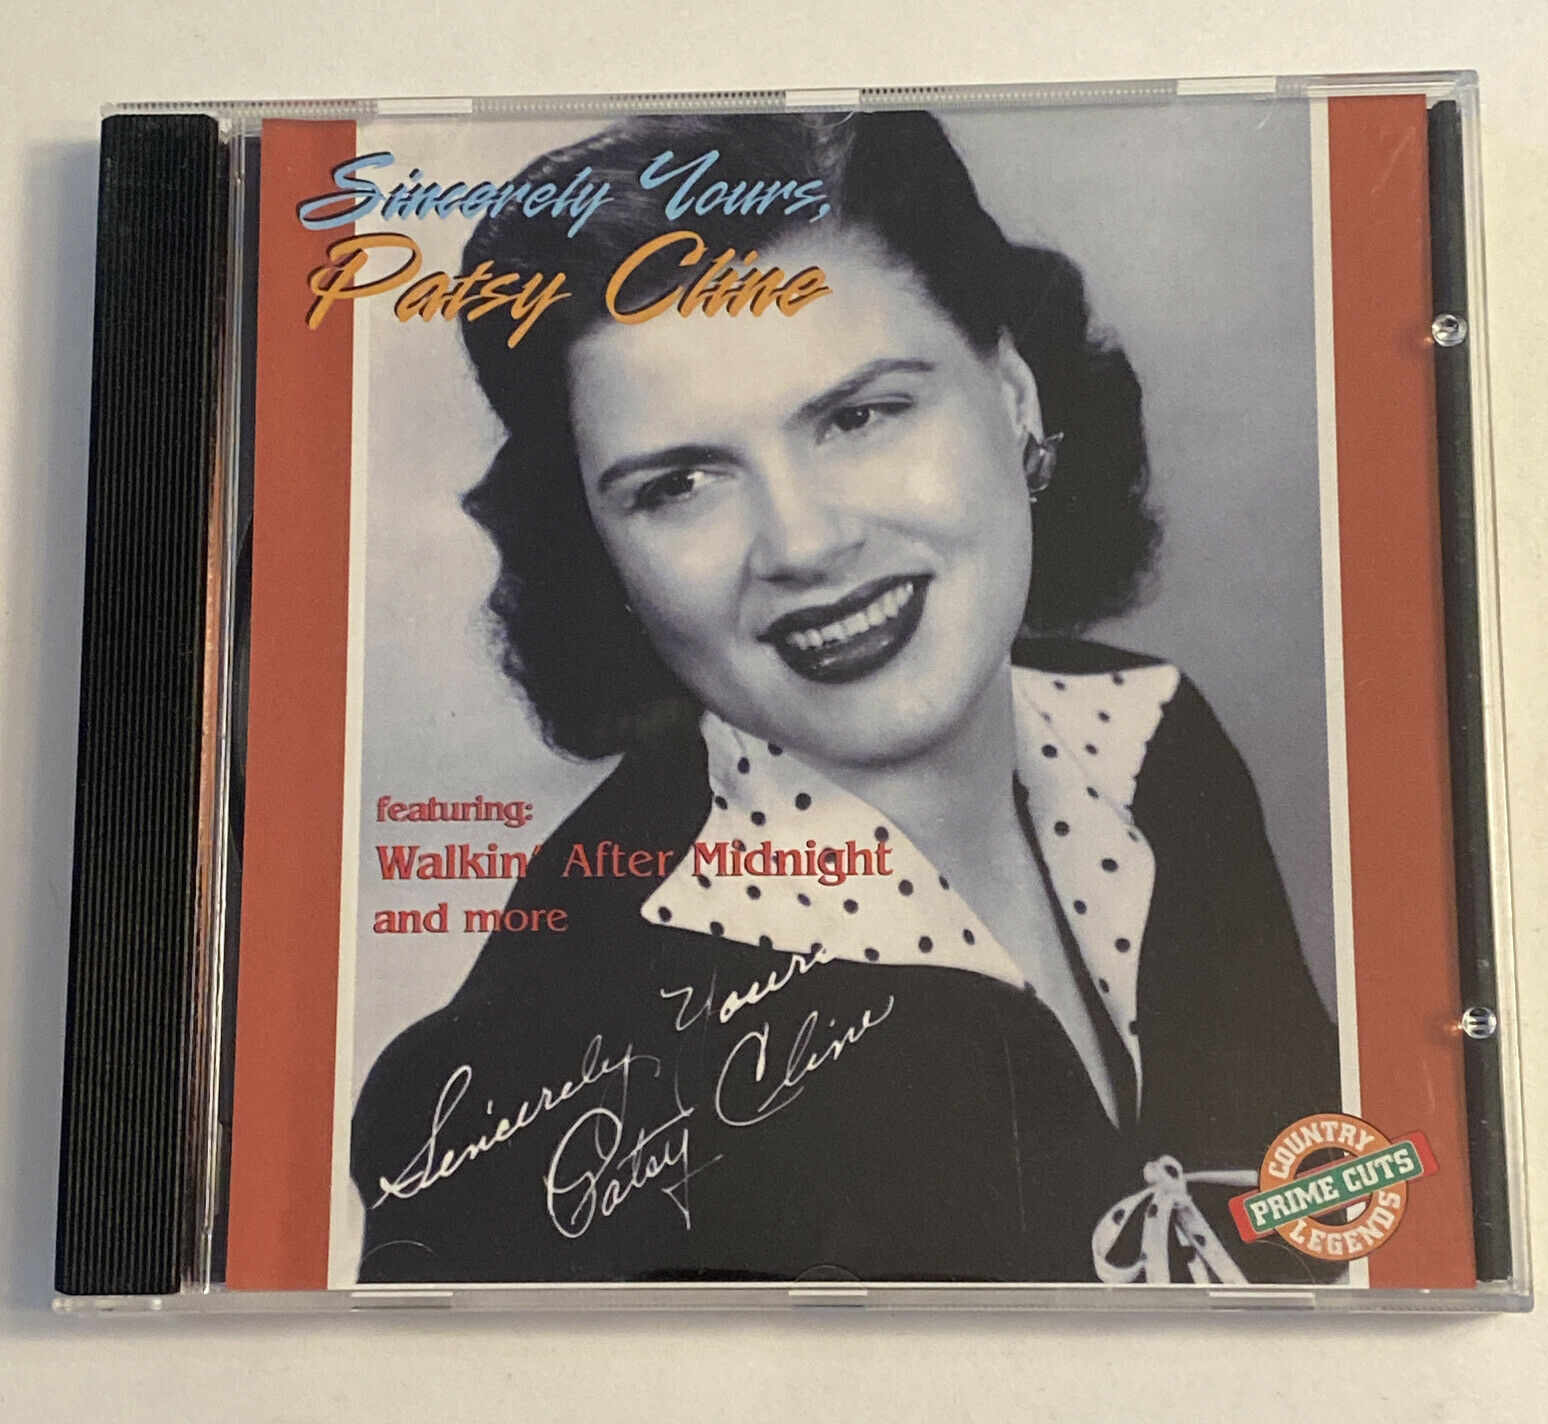 Sincerely Yours,
Patsy Cline
featuring:
Walkin' After Midnight
and more
Sincerely Yours
Patsy Cline
COUNTRY
PRIME CUTS
LEGENDS